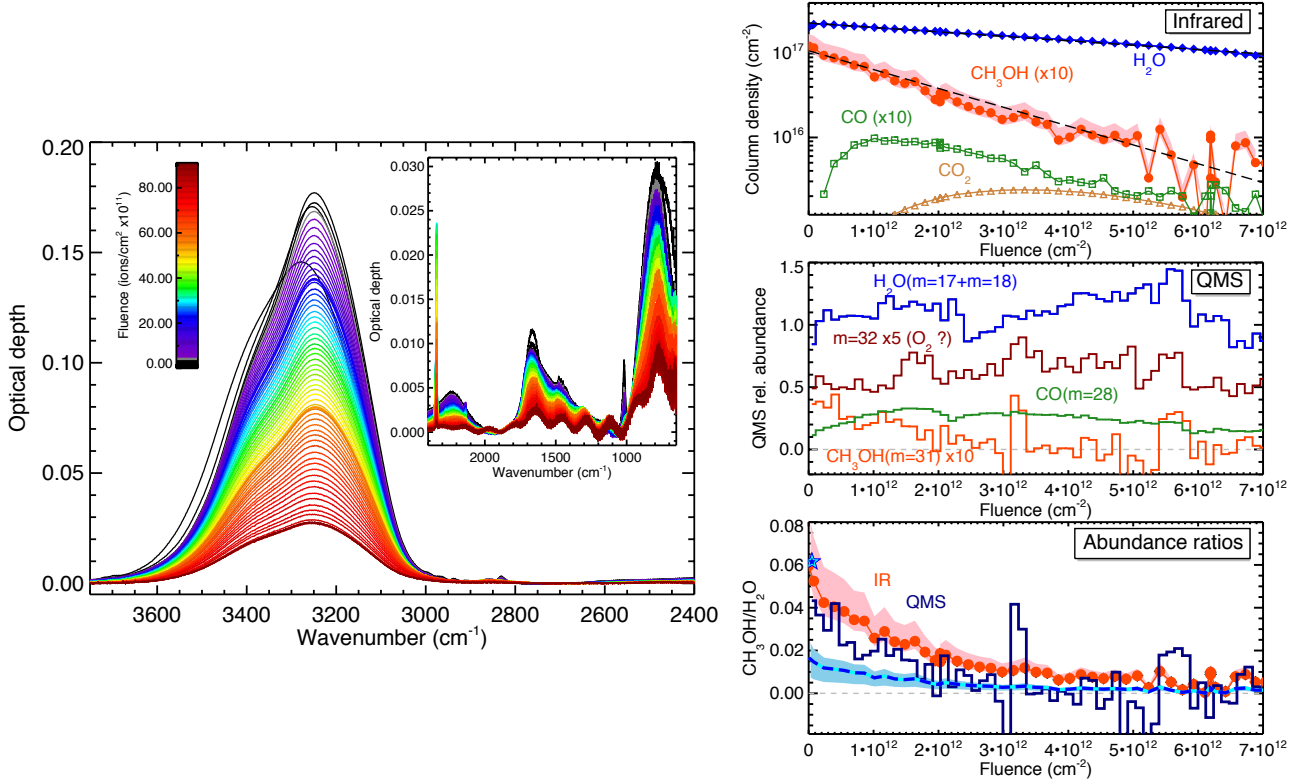 Optical depth
0.20
0.15
0.10
0.05
0.00
3600 3400 3200 3000 2800 2600 2400
Wavenumber (cm⁻¹)
Fluence (ions/cm² x10¹¹)
80.00
60.00
40.00
20.00
0.00
Optical depth
0.030
0.025
0.020
0.015
0.010
0.005
0.000
2000 1500 1000
Wavenumber (cm⁻¹)
Infrared
Column density (cm⁻²)
10¹⁷
10¹⁶
H₂O
CH₃OH (x10)
CO (x10)
CO₂
0 1•10¹² 2•10¹² 3•10¹² 4•10¹² 5•10¹² 6•10¹² 7•10¹²
Fluence (cm⁻²)
QMS
QMS rel. abundance
1.5
1.0
0.5
0.0
H₂O(m=17+m=18)
m=32 x5 (O₂ ?)
CO(m=28)
CH₃OH(m=31) x10
0 1•10¹² 2•10¹² 3•10¹² 4•10¹² 5•10¹² 6•10¹² 7•10¹²
Fluence (cm⁻²)
Abundance ratios
CH₃OH/H₂O
0.08
0.06
0.04
0.02
0.00
IR
QMS
0 1•10¹² 2•10¹² 3•10¹² 4•10¹² 5•10¹² 6•10¹² 7•10¹²
Fluence (cm⁻²)